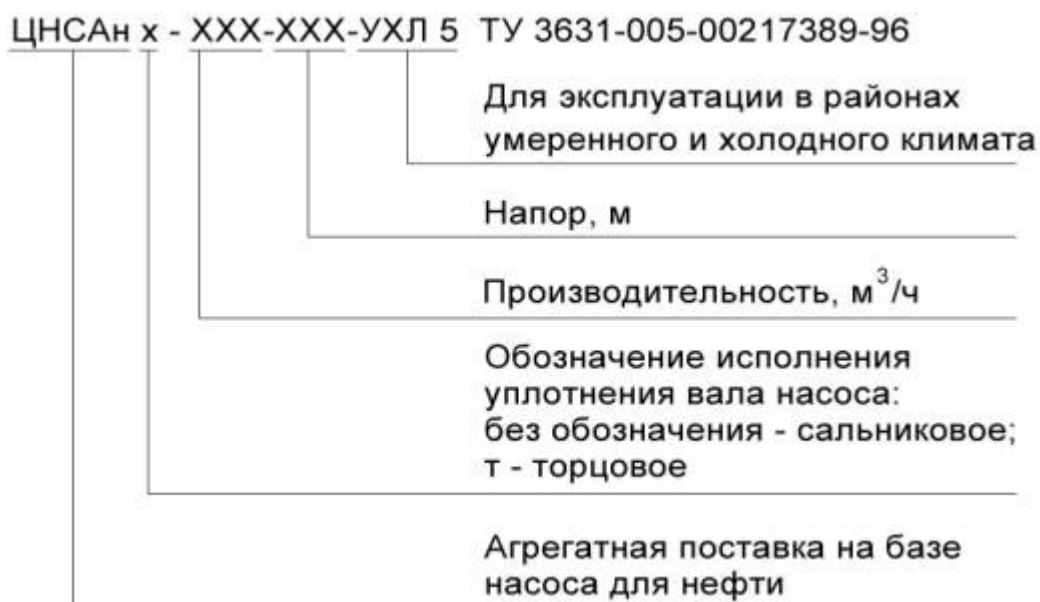 ЦНСАн х - ХХХ-ХХХ-УХЛ 5 ТУ 3631-005-00217389-96
Для эксплуатации в районах
умеренного и холодного климата
Напор, м
Производительность, м³/ч
Обозначение исполнения
уплотнения вала насоса:
без обозначения - сальниковое;
т - торцовое
Агрегатная поставка на базе
насоса для нефти